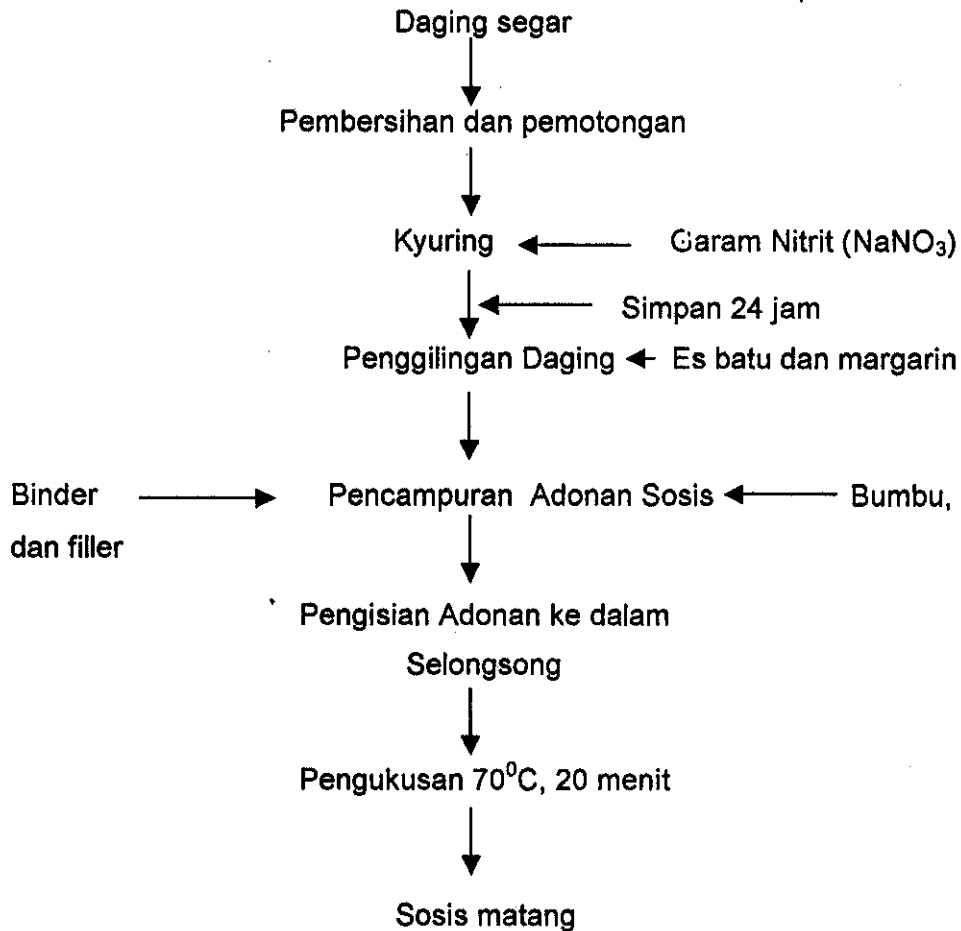 Daging segar
Pembersihan dan pemotongan
Kyuring Garam Nitrit (NaNO₃)
Simpan 24 jam
Penggilingan Daging Es batu dan margarin
Binder Pencampuran Adonan Sosis Bumbu,
dan filler
Pengisian Adonan ke dalam
Selongsong
Pengukusan 70⁰C, 20 menit
Sosis matang